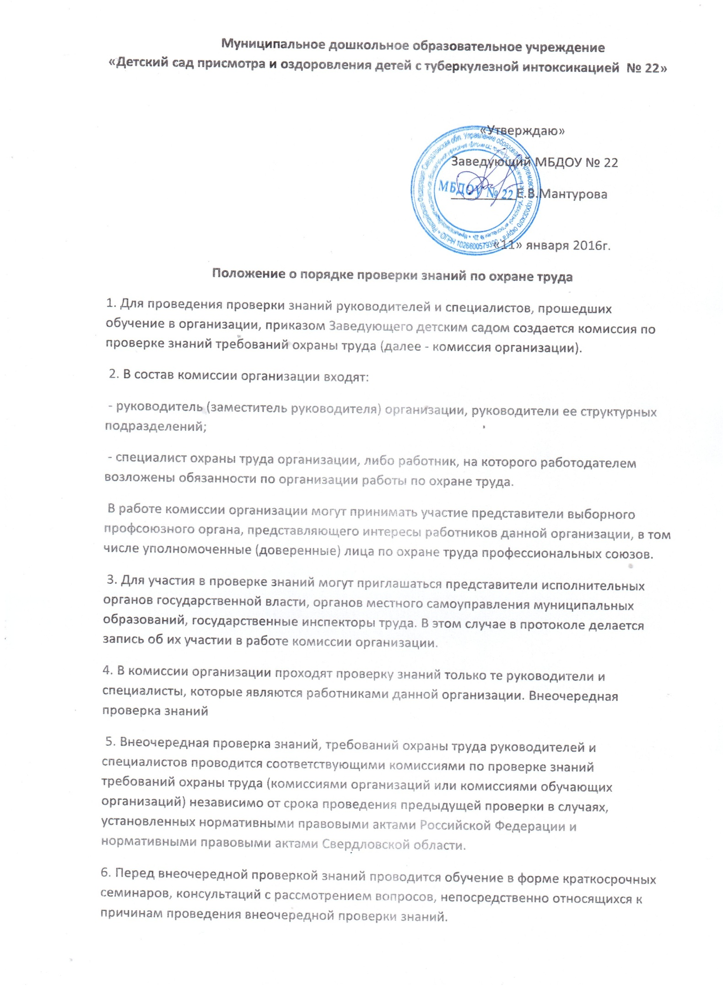 Муниципальное дошкольное образовательное учреждение
«Детский сад присмотра и оздоровления детей с туберкулезной интоксикацией № 22»
«Утверждаю»
Заведующий МБДОУ № 22
МБДОУ № 22
_________Е.В.Мантурова
Российская Федерация Свердловская обл. Управление образования Артемовского городского округа
ОГРН 1026600579390
«11» января 2016г.
Положение о порядке проверки знаний по охране труда
1. Для проведения проверки знаний руководителей и специалистов, прошедших
обучение в организации, приказом Заведующего детским садом создается комиссия по
проверке знаний требований охраны труда (далее - комиссия организации).
2. В состав комиссии организации входят:
- руководитель (заместитель руководителя) организации, руководители ее структурных
подразделений;
- специалист охраны труда организации, либо работник, на которого работодателем
возложены обязанности по организации работы по охране труда.
В работе комиссии организации могут принимать участие представители выборного
профсоюзного органа, представляющего интересы работников данной организации, в том
числе уполномоченные (доверенные) лица по охране труда профессиональных союзов.
3. Для участия в проверке знаний могут приглашаться представители исполнительных
органов государственной власти, органов местного самоуправления муниципальных
образований, государственные инспекторы труда. В этом случае в протоколе делается
запись об их участии в работе комиссии организации.
4. В комиссии организации проходят проверку знаний только те руководители и
специалисты, которые являются работниками данной организации. Внеочередная
проверка знаний
5. Внеочередная проверка знаний, требований охраны труда руководителей и
специалистов проводится соответствующими комиссиями по проверке знаний
требований охраны труда (комиссиями организаций или комиссиями обучающих
организаций) независимо от срока проведения предыдущей проверки в случаях,
установленных нормативными правовыми актами Российской Федерации и
нормативными правовыми актами Свердловской области.
6. Перед внеочередной проверкой знаний проводится обучение в форме краткосрочных
семинаров, консультаций с рассмотрением вопросов, непосредственно относящихся к
причинам проведения внеочередной проверки знаний.